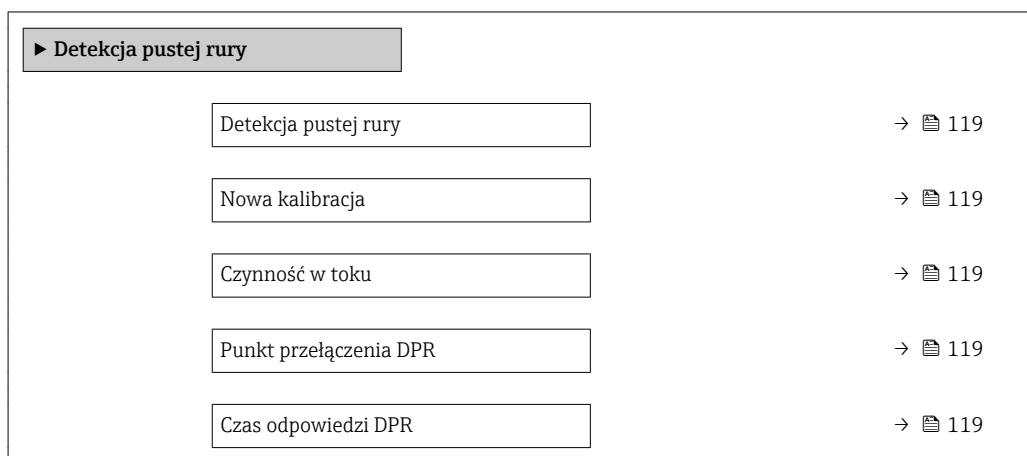 ► Detekcja pustej rury
Detekcja pustej rury → 119
Nowa kalibracja → 119
Czynność w toku → 119
Punkt przełączenia DPR → 119
Czas odpowiedzi DPR → 119